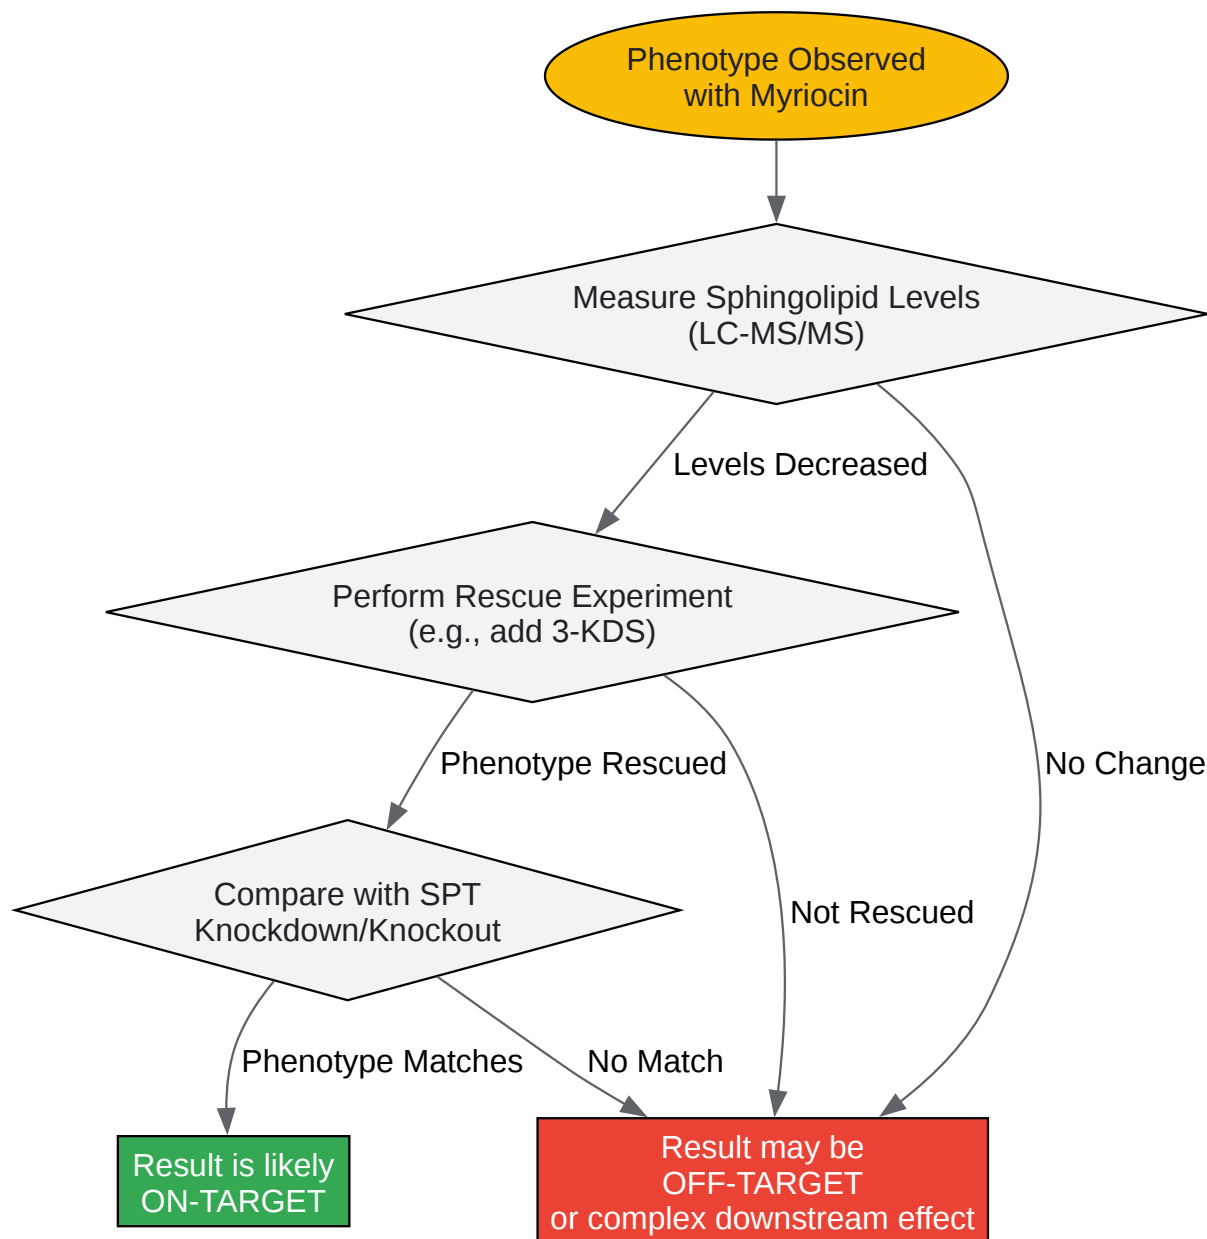 Phenotype Observed
with Myriocin
Measure Sphingolipid Levels
(LC-MS/MS)
Levels Decreased
Perform Rescue Experiment
(e.g., add 3-KDS)
Phenotype Rescued
No Change
Compare with SPT
Knockdown/Knockout
Not Rescued
Phenotype Matches
No Match
Result is likely
ON-TARGET
Result may be
OFF-TARGET
or complex downstream effect